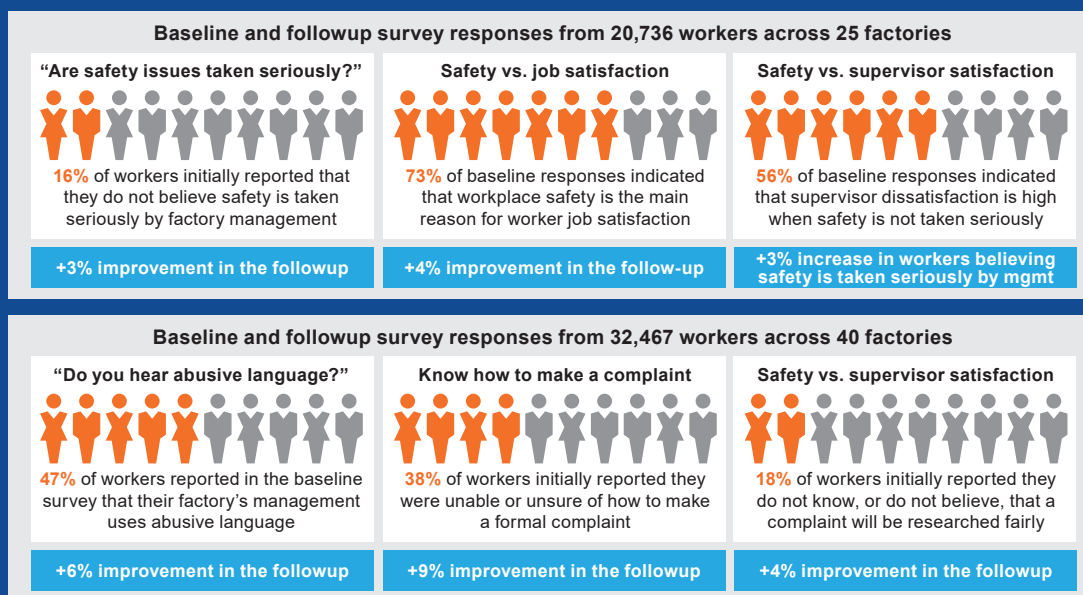 Baseline and followup survey responses from 20,736 workers across 25 factories
“Are safety issues taken seriously?”
16% of workers initially reported that
they do not believe safety is taken
seriously by factory management
+3% improvement in the followup
Safety vs. job satisfaction
73% of baseline responses indicated
that workplace safety is the main
reason for worker job satisfaction
+4% improvement in the follow-up
Safety vs. supervisor satisfaction
56% of baseline responses indicated
that supervisor dissatisfaction is high
when safety is not taken seriously
+3% increase in workers believing
safety is taken seriously by mgmt
Baseline and followup survey responses from 32,467 workers across 40 factories
“Do you hear abusive language?”
47% of workers reported in the baseline
survey that their factory’s management
uses abusive language
+6% improvement in the followup
Know how to make a complaint
38% of workers initially reported they
were unable or unsure of how to make
a formal complaint
+9% improvement in the followup
Safety vs. supervisor satisfaction
18% of workers initially reported they
do not know, or do not believe, that a
complaint will be researched fairly
+4% improvement in the followup